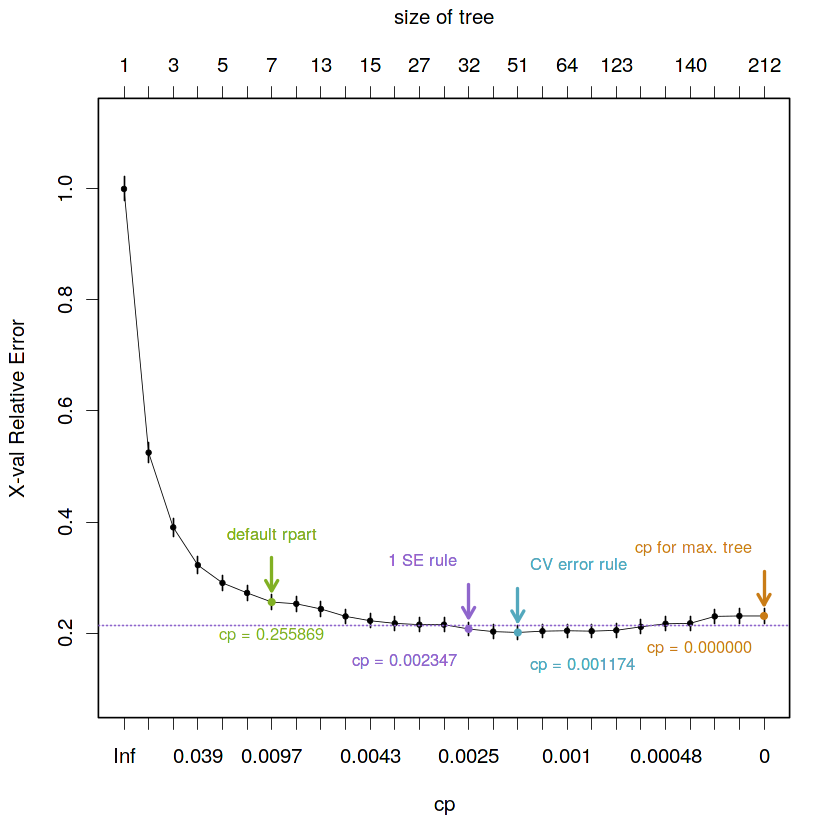 size of tree
1 3 5 7 13 15 27 32 51 64 123 140 212
X-val Relative Error
1.0
0.8
0.6
0.4
0.2
default rpart
cp = 0.255869
1 SE rule
cp = 0.002347
CV error rule
cp = 0.001174
cp for max. tree
cp = 0.000000
Inf 0.039 0.0097 0.0043 0.0025 0.001 0.00048 0
cp